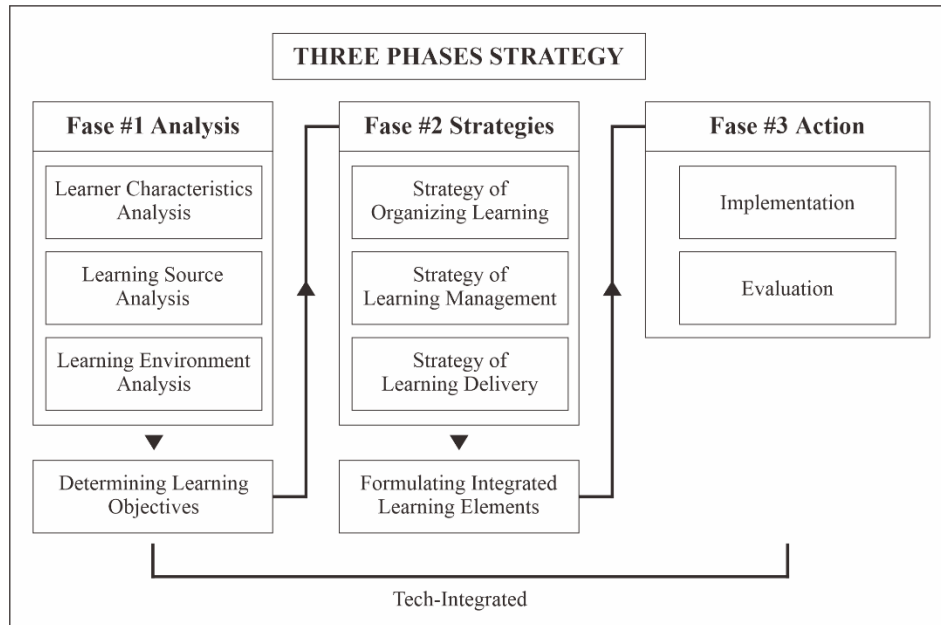 THREE PHASES STRATEGY
Fase #1 Analysis
Learner Characteristics
Analysis
Learning Source
Analysis
Learning Environment
Analysis
Determining Learning
Objectives
Fase #2 Strategies
Strategy of
Organizing Learning
Strategy of
Learning Management
Strategy of
Learning Delivery
Formulating Integrated
Learning Elements
Fase #3 Action
Implementation
Evaluation
Tech-Integrated